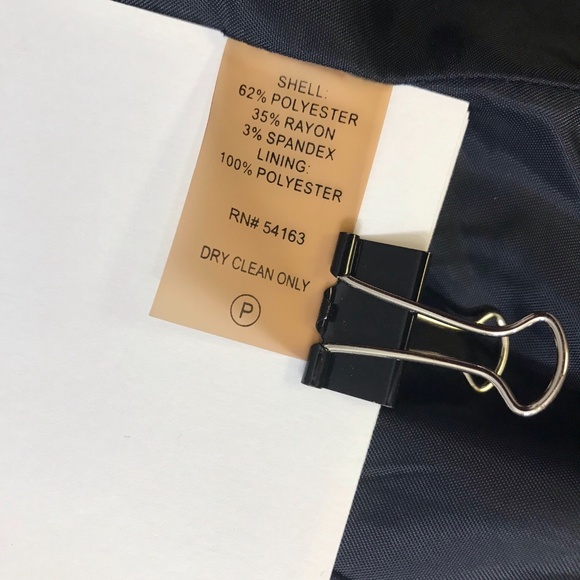 SHELL:
62% POLYESTER
35% RAYON
3% SPANDEX
LINING:
100% POLYESTER
RN# 54163
DRY CLEAN ONLY
P